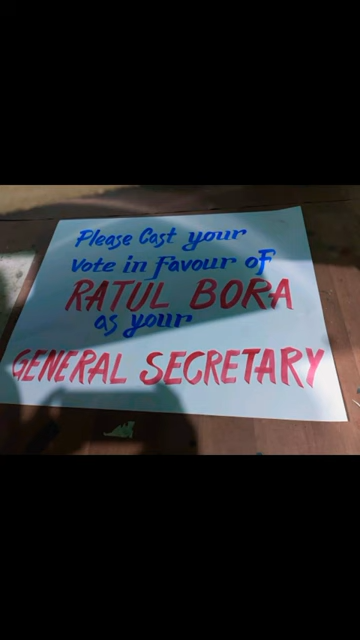 Please Cast your
vote in favour of
RATUL BORA
as your
GENERAL SECRETARY